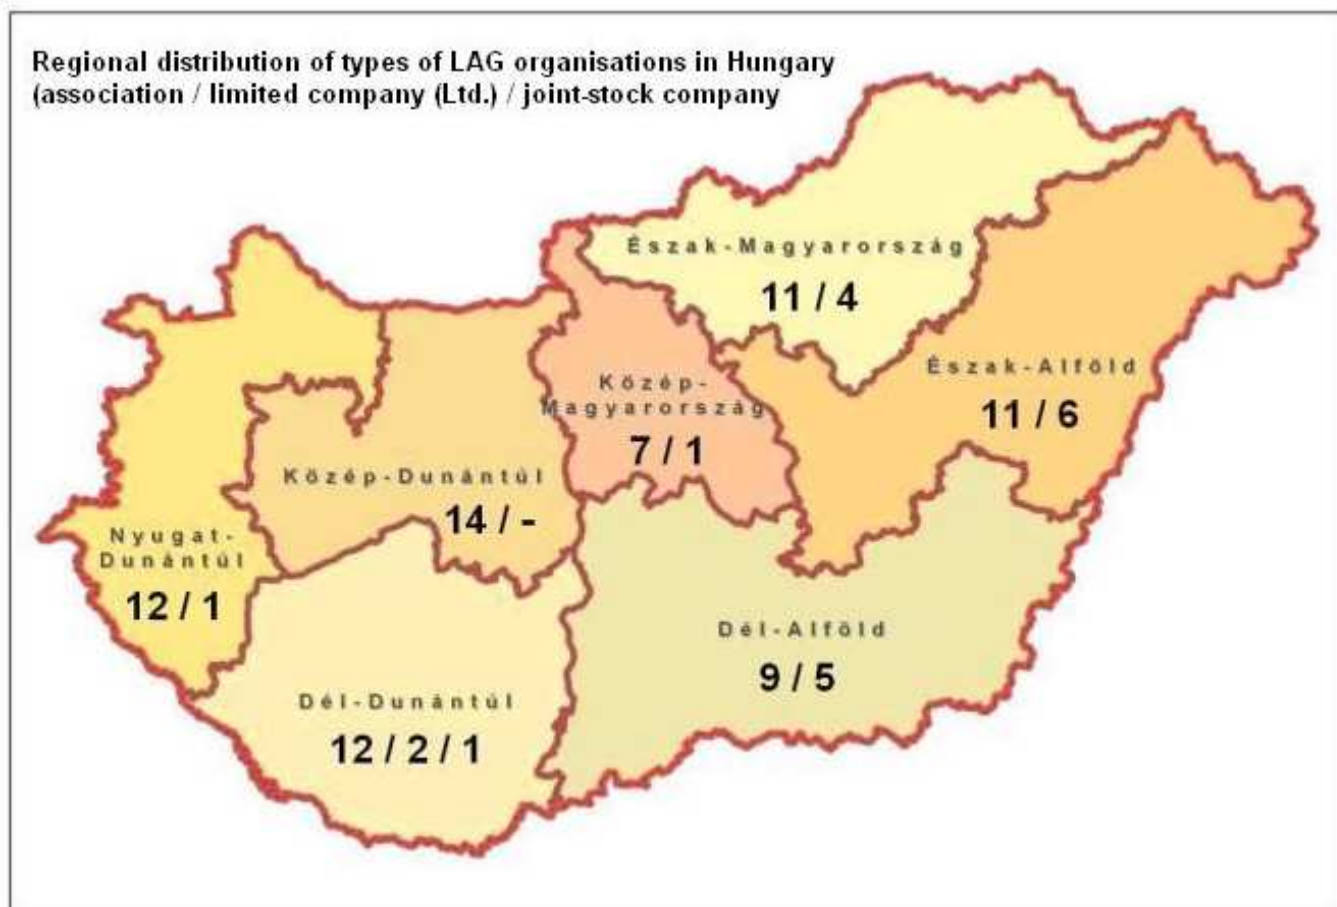 Regional distribution of types of LAG organisations in Hungary
(association / limited company (Ltd.) / joint-stock company
Észak-Magyarország
11 / 4
Észak-Alföld
11 / 6
Közép-
Magyarország
7 / 1
Közép-Dunántúl
14 / -
Nyugat-
Dunántúl
12 / 1
Dél-Alföld
9 / 5
Dél-Dunántúl
12 / 2 / 1